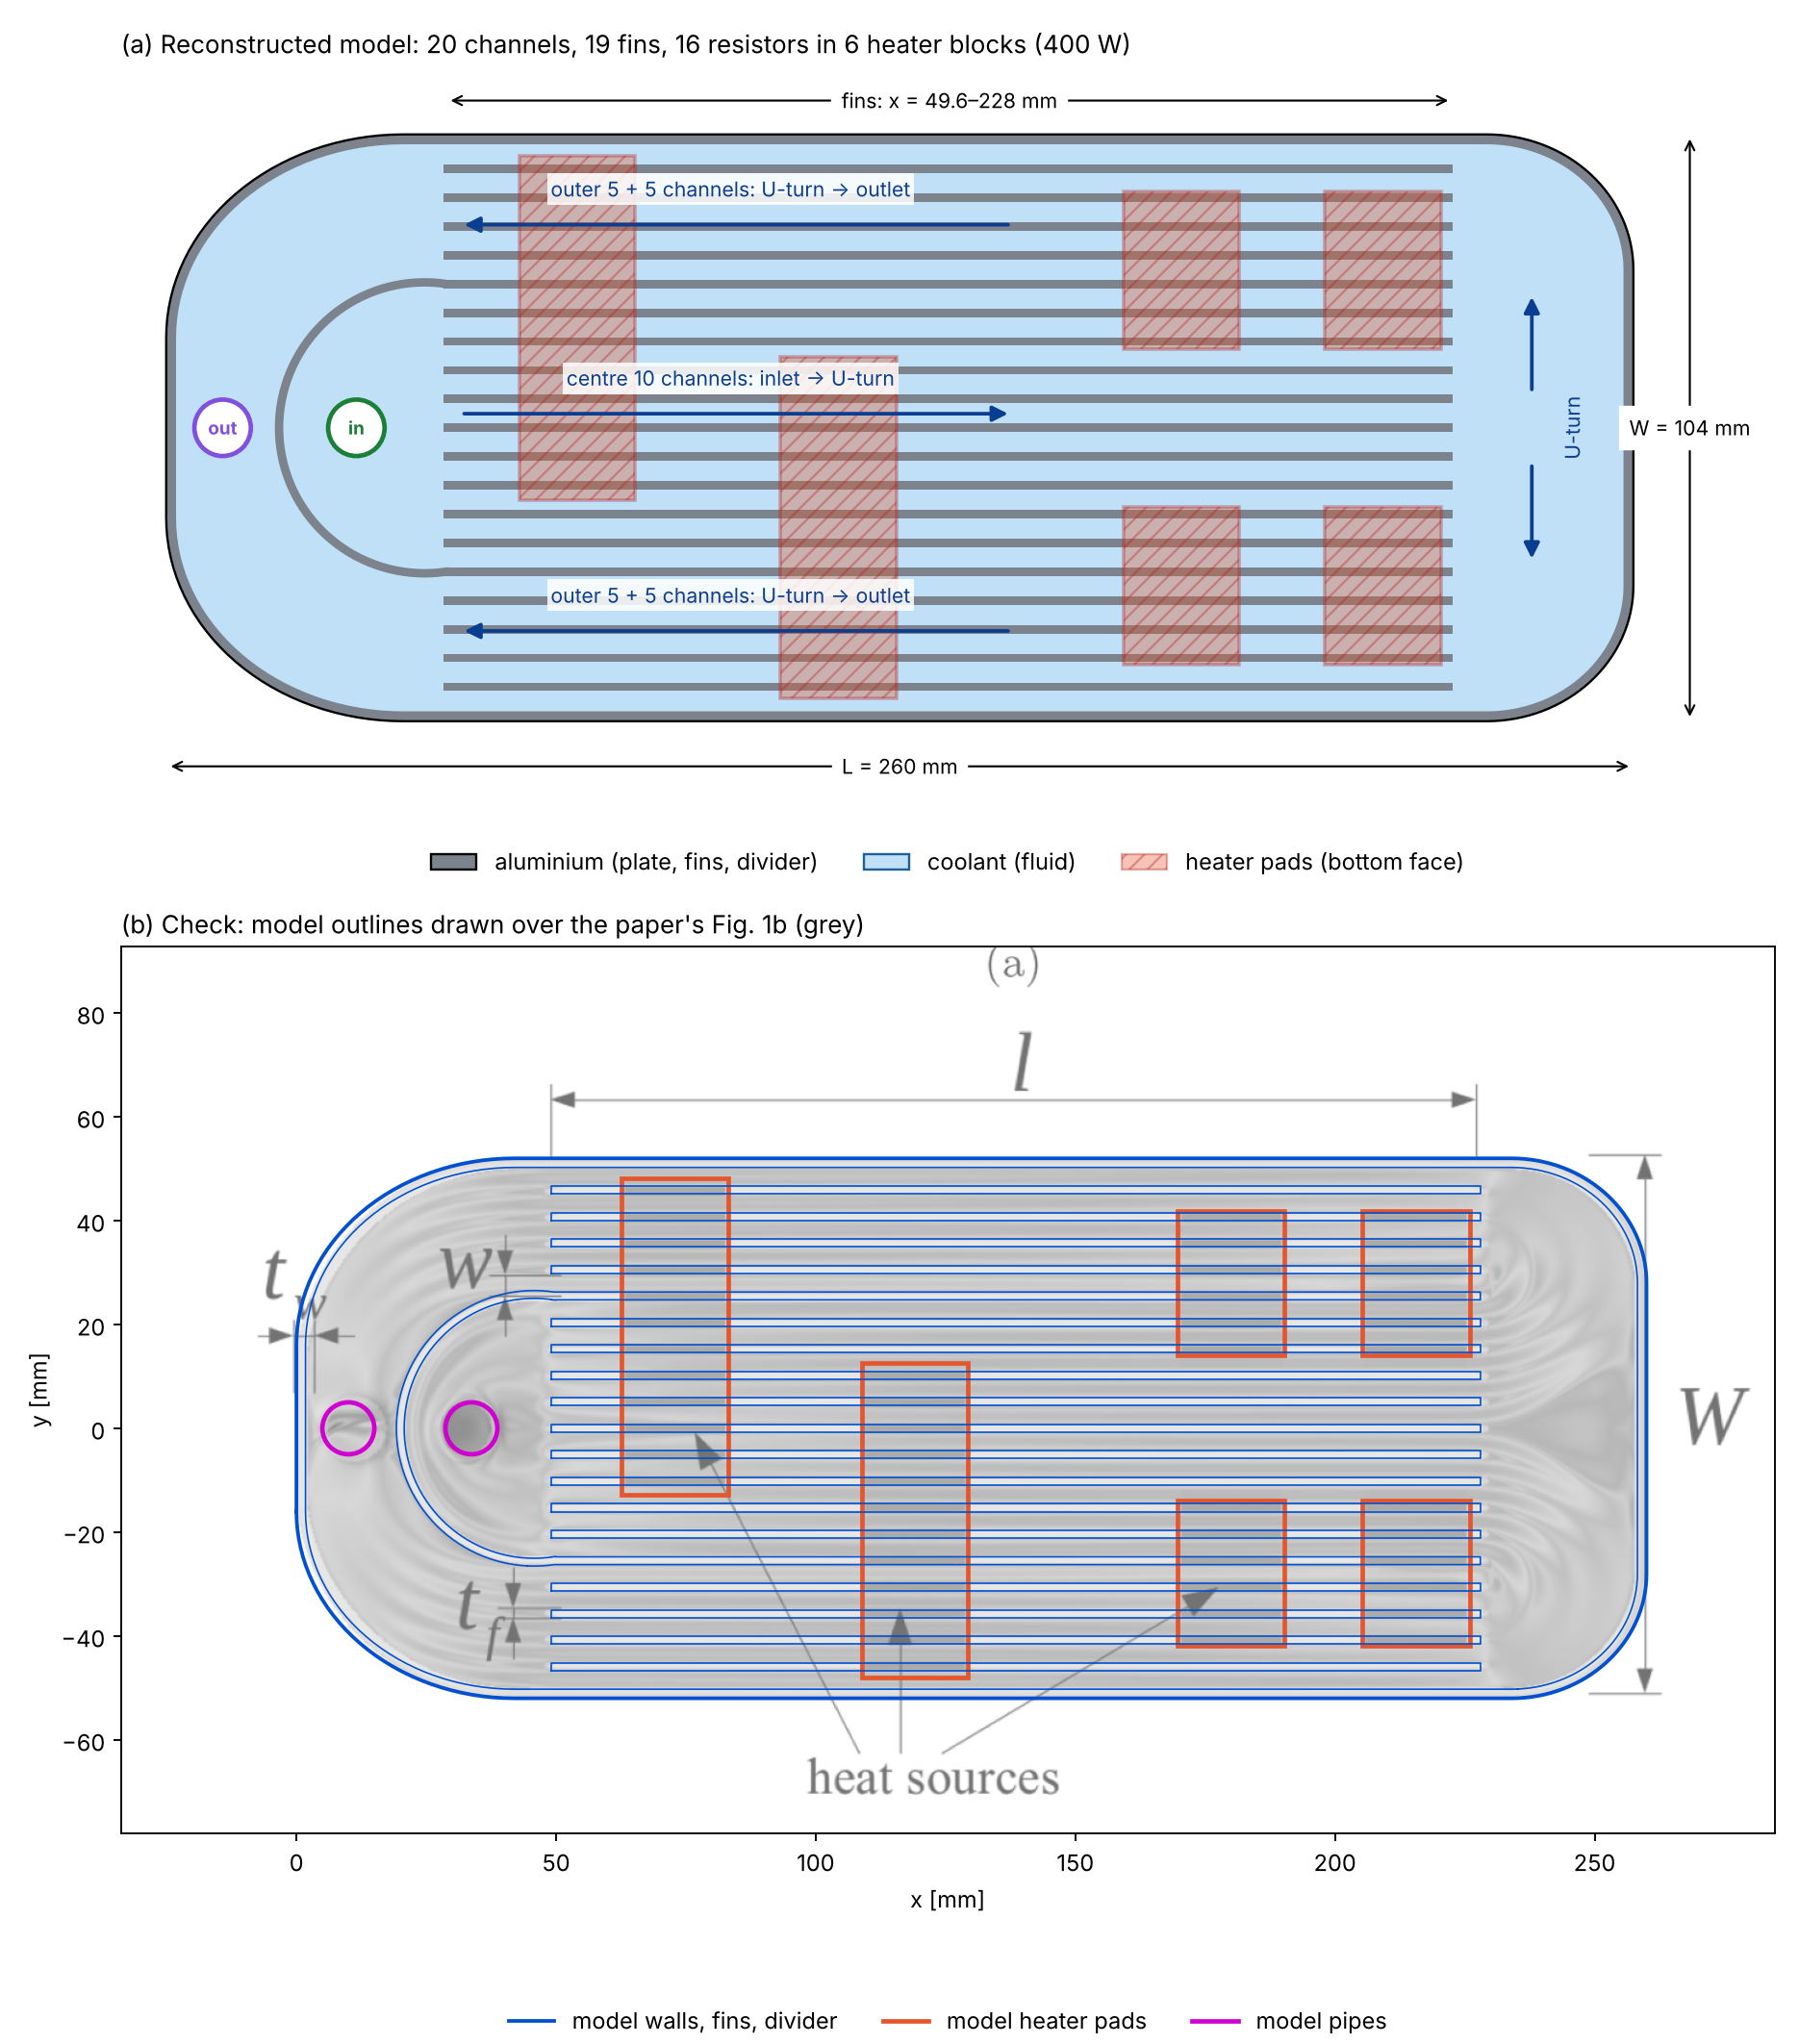 (a) Reconstructed model: 20 channels, 19 fins, 16 resistors in 6 heater blocks (400 W)
fins: x = 49.6–228 mm
outer 5 + 5 channels: U-turn → outlet
centre 10 channels: inlet → U-turn
out
in
U-turn
W = 104 mm
outer 5 + 5 channels: U-turn → outlet
L = 260 mm
aluminium (plate, fins, divider)
coolant (fluid)
heater pads (bottom face)
(b) Check: model outlines drawn over the paper's Fig. 1b (grey)
(a)
l
80
60
40
20
0
−20
−40
−60
y [mm]
t w
w
W
t f
heat sources
0
50
100
150
200
250
x [mm]
model walls, fins, divider
model heater pads
model pipes